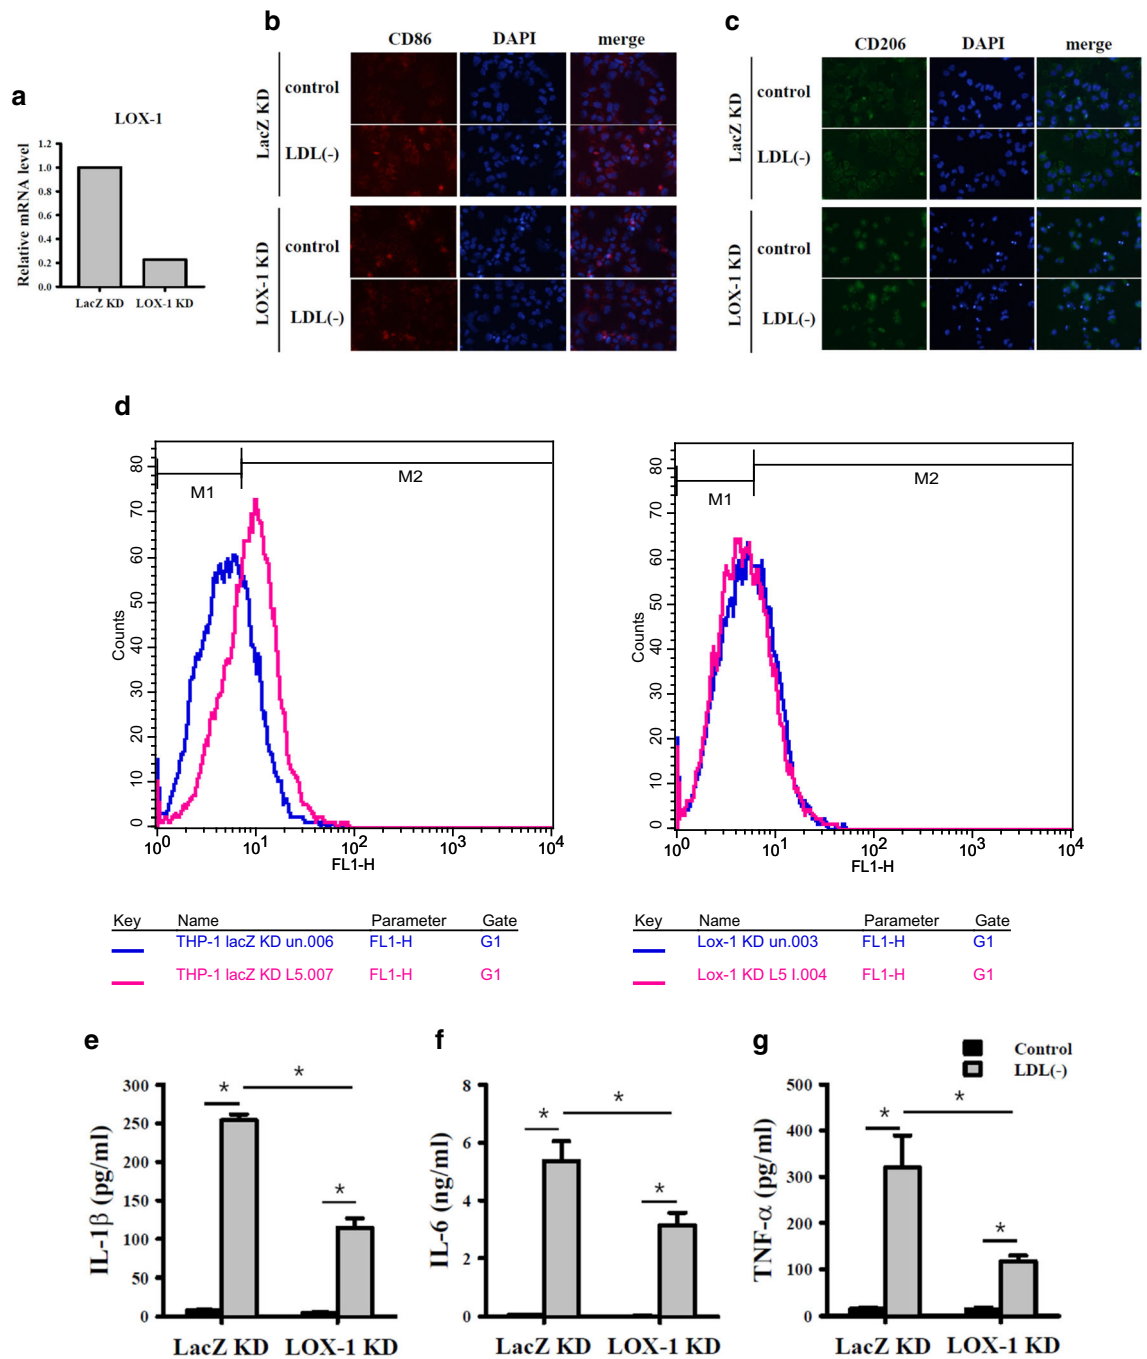 a
LOX-1
Relative mRNA level
1.2
1.0
0.8
0.6
0.4
0.2
0.0
LacZ KD LOX-1 KD
b
CD86 DAPI merge
LacZ KD
control
LDL(-)
LOX-1 KD
control
LDL(-)
c
CD206 DAPI merge
LacZ KD
control
LDL(-)
LOX-1 KD
control
LDL(-)
d
Counts
80
70
60
50
40
30
20
10
0
M1 M2
10^0 10^1 10^2 10^3 10^4
FL1-H
Key Name Parameter Gate
THP-1 lacZ KD un.006 FL1-H G1
THP-1 lacZ KD L5.007 FL1-H G1
Counts
80
70
60
50
40
30
20
10
0
M1 M2
10^0 10^1 10^2 10^3 10^4
FL1-H
Key Name Parameter Gate
Lox-1 KD un.003 FL1-H G1
Lox-1 KD L5 I.004 FL1-H G1
e
IL-1β (pg/ml)
300
250
200
150
100
50
0
* * *
LacZ KD LOX-1 KD
f
IL-6 (ng/ml)
8
6
4
2
0
* * *
LacZ KD LOX-1 KD
g
Control
LDL(-)
TNF-α (pg/ml)
500
400
300
200
100
0
* * *
LacZ KD LOX-1 KD